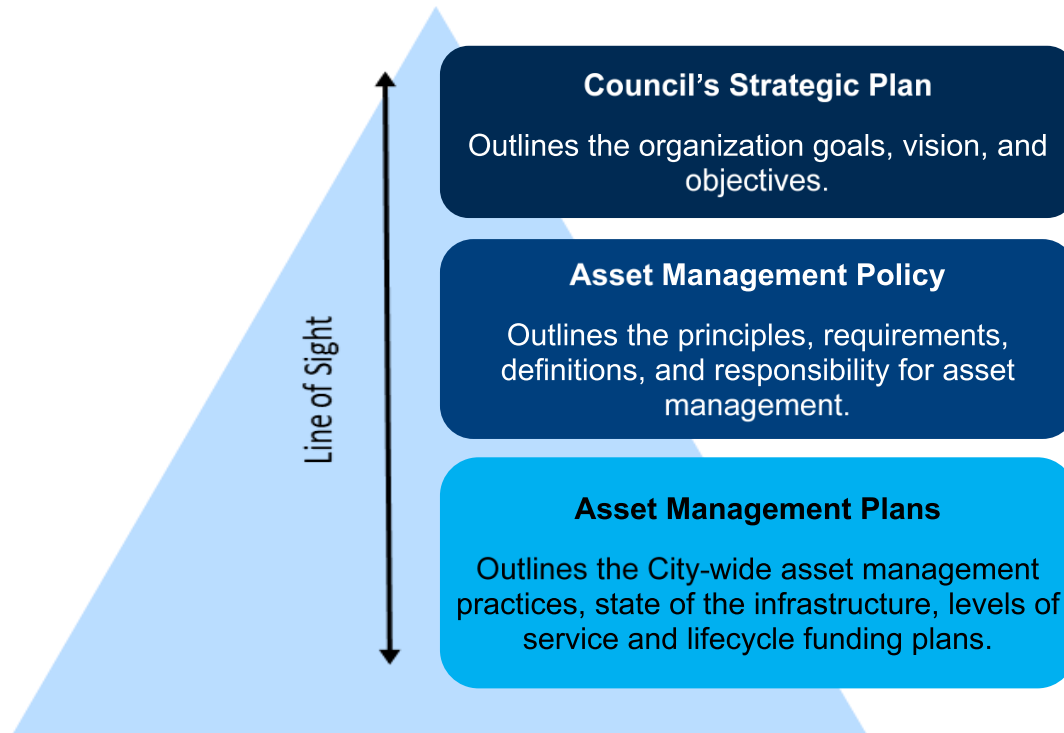 Council’s Strategic Plan
Outlines the organization goals, vision, and
objectives.
Line of Sight
Asset Management Policy
Outlines the principles, requirements,
definitions, and responsibility for asset
management.
Asset Management Plans
Outlines the City-wide asset management
practices, state of the infrastructure, levels of
service and lifecycle funding plans.